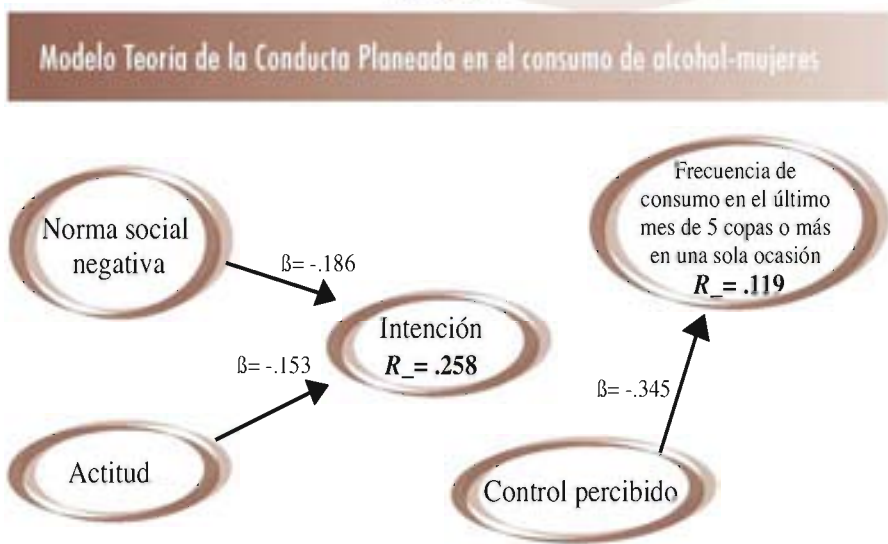 Modelo Teoría de la Conducta Planeada en el consumo de alcohol-mujeres
Norma social
negativa
ß= -.186
Frecuencia de
consumo en el último
mes de 5 copas o más
en una sola ocasión
R_= .119
Intención
R_= .258
ß= -.153
ß= -.345
Actitud
Control percibido